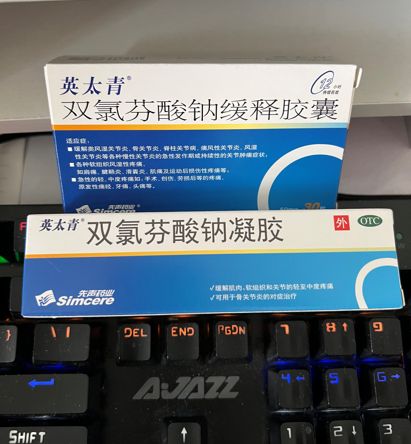 英太青®
双氯芬酸钠缓释胶囊
适应症:
■ 缓解类风湿关节炎、骨关节炎、脊柱关节病、痛风性关节炎、风湿
性关节炎等各种慢性关节炎的急性发作期或持续性的关节肿痛症状;
■ 各种软组织风湿性疼痛,
如肩痛、腱鞘炎、滑囊炎、肌痛及运动后损伤性疼痛等;
■ 急性的轻、中度疼痛如:手术、创伤、劳损后等的疼痛,
原发性痛经,牙痛,头痛等。
先声药业
Simcere
英太青®
双氯芬酸钠凝胶
外
OTC
先声药业
Simcere
√缓解肌肉、软组织和关节的轻至中度疼痛
√可用于骨关节炎的对症治疗
DEL
END
PGDN
7
8
9
A-JAZZ
4
5
6
SHIFT
1
2
3